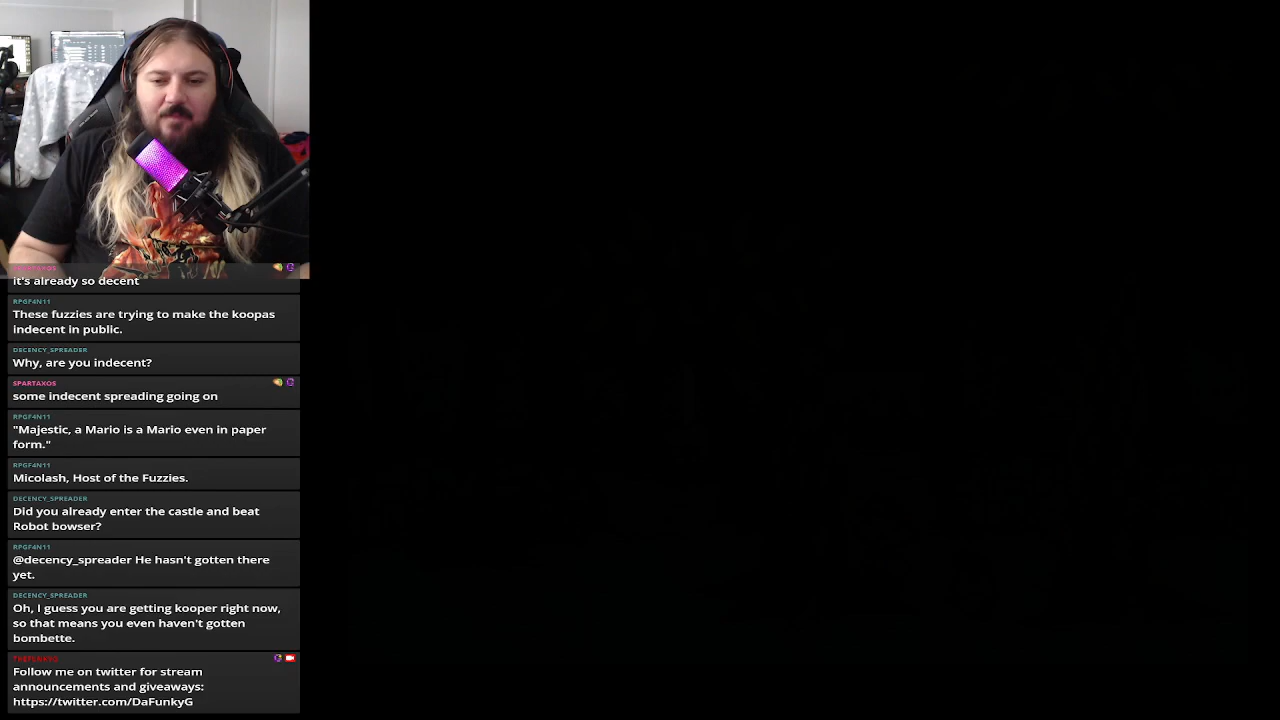 SPARTAXOS
it's already so decent
RPGF4N11
These fuzzies are trying to make the koopas
indecent in public.
DECENCY_SPREADER
Why, are you indecent?
SPARTAXOS
some indecent spreading going on
RPGF4N11
"Majestic, a Mario is a Mario even in paper
form."
RPGF4N11
Micolash, Host of the Fuzzies.
DECENCY_SPREADER
Did you already enter the castle and beat
Robot bowser?
RPGF4N11
@decency_spreader He hasn't gotten there
yet.
DECENCY_SPREADER
Oh, I guess you are getting kooper right now,
so that means you even haven't gotten
bombette.
THEFUNKYG
Follow me on twitter for stream
announcements and giveaways:
https://twitter.com/DaFunkyG